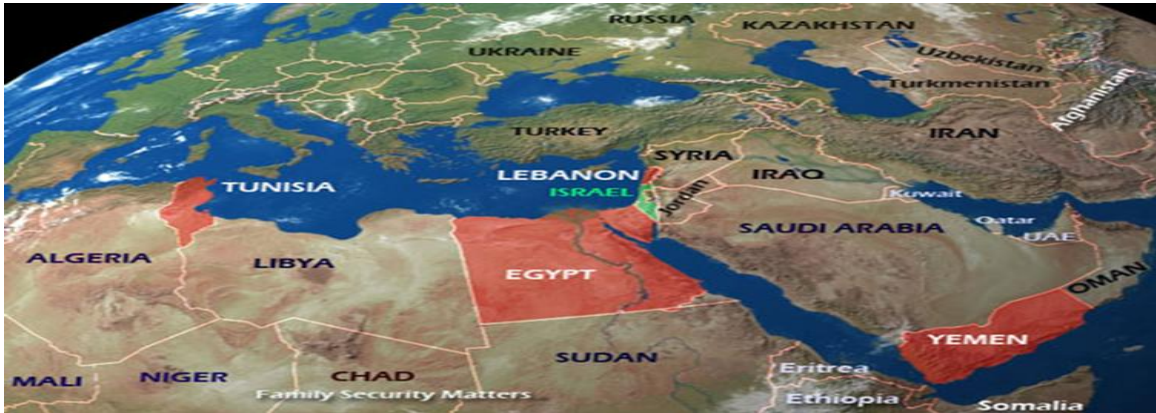 RUSSIA
KAZAKHSTAN
UKRAINE
Uzbekistan
Turkmenistan
Afghanistan
TURKEY
IRAN
SYRIA
LEBANON
IRAQ
TUNISIA
ISRAEL
Jordan
Kuwait
Qatar
SAUDI ARABIA
UAE
ALGERIA
LIBYA
EGYPT
OMAN
YEMEN
SUDAN
Eritrea
MALI
NIGER
CHAD
Family Security Matters
Ethiopia
Somalia